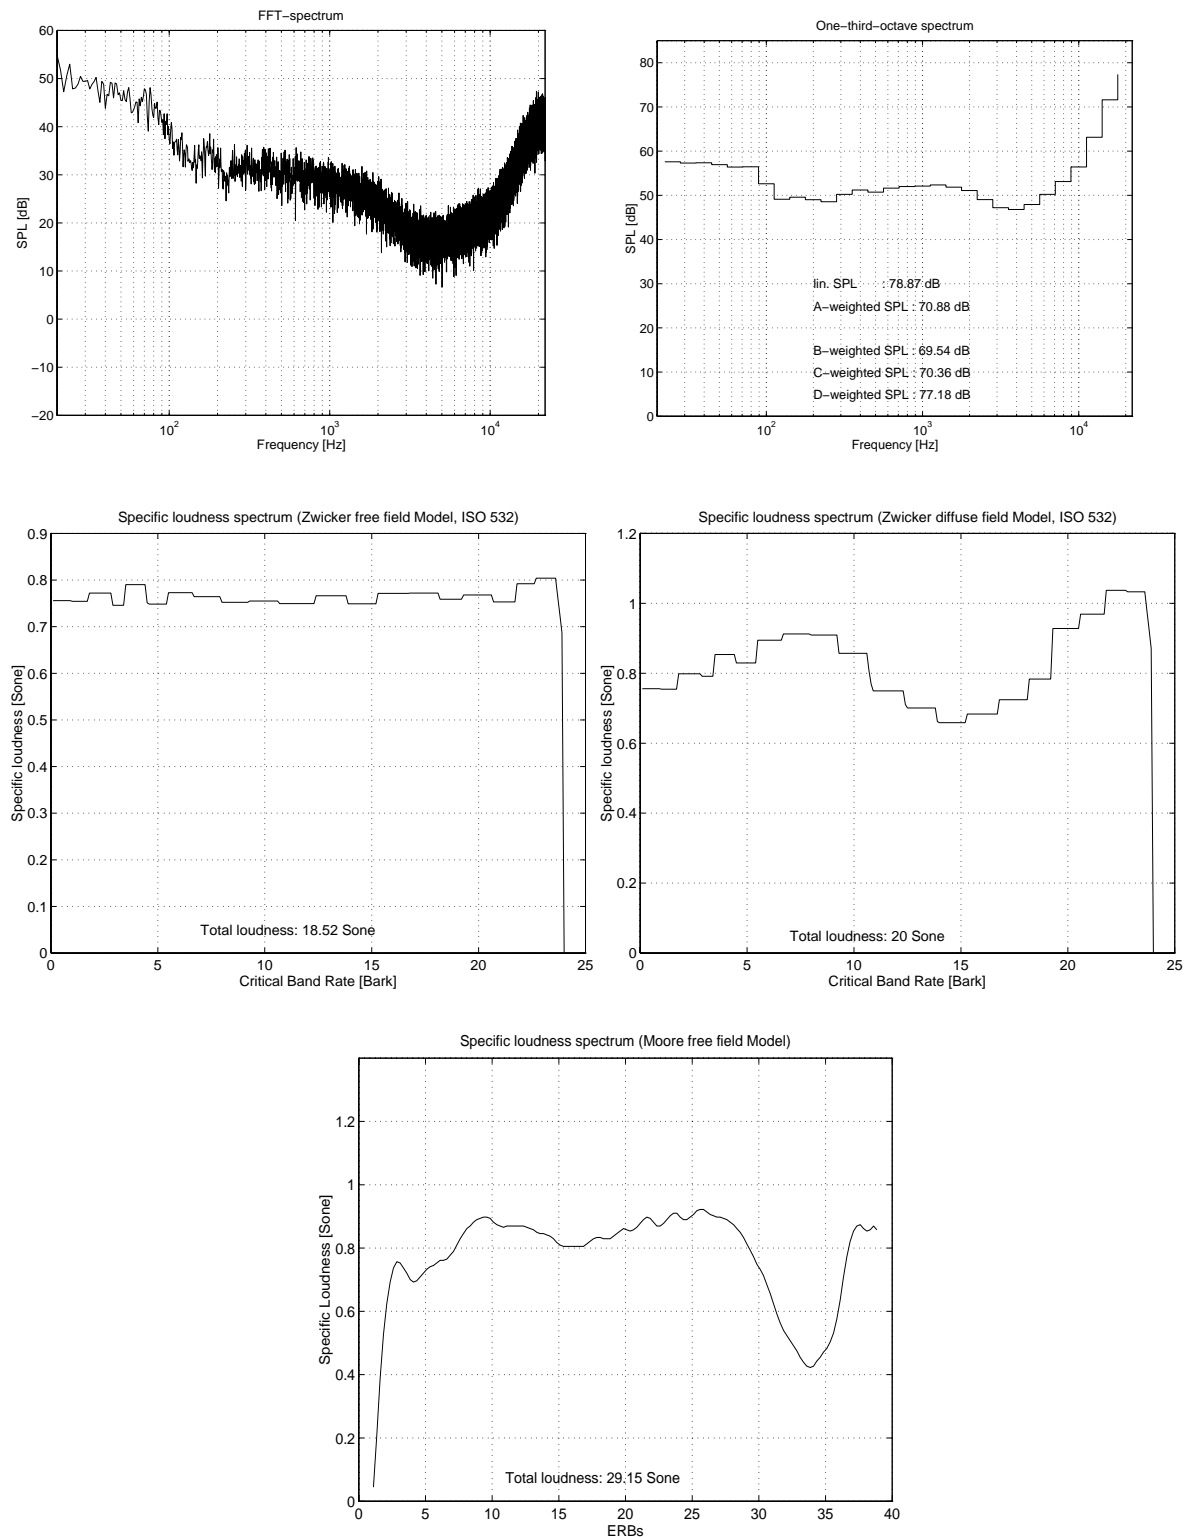 FFT−spectrum
60
50
40
30
20
10
0
−10
−20
SPL [dB]
10^2
10^3
10^4
Frequency [Hz]
One−third−octave spectrum
80
70
60
50
40
30
20
10
0
SPL [dB]
lin. SPL : 78.87 dB
A−weighted SPL : 70.88 dB
B−weighted SPL : 69.54 dB
C−weighted SPL : 70.36 dB
D−weighted SPL : 77.18 dB
10^2
10^3
10^4
Frequency [Hz]
Specific loudness spectrum (Zwicker free field Model, ISO 532)
0.9
0.8
0.7
0.6
0.5
0.4
0.3
0.2
0.1
0
Specific loudness [Sone]
Total loudness: 18.52 Sone
0 5 10 15 20 25
Critical Band Rate [Bark]
Specific loudness spectrum (Zwicker diffuse field Model, ISO 532)
1.2
1
0.8
0.6
0.4
0.2
0
Specific loudness [Sone]
Total loudness: 20 Sone
0 5 10 15 20 25
Critical Band Rate [Bark]
Specific loudness spectrum (Moore free field Model)
1.2
1
0.8
0.6
0.4
0.2
0
Specific Loudness [Sone]
Total loudness: 29.15 Sone
0 5 10 15 20 25 30 35 40
ERBs